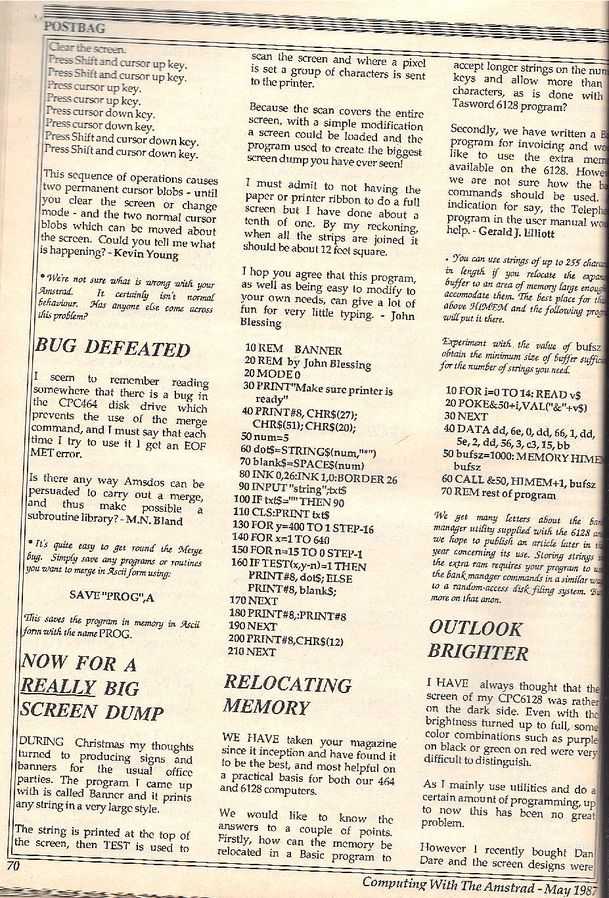 POSTBAG
Clear the screen.
Press Shift and cursor up key.
Press Shift and cursor up key.
Press cursor up key.
Press cursor up key.
Press cursor down key.
Press cursor down key.
Press Shift and cursor down key.
Press Shift and cursor down key.
This sequence of operations causes
two permanent cursor blobs - until
you clear the screen or change
mode - and the two normal cursor
blobs which can be moved about
the screen. Could you tell me what
is happening? - Kevin Young
• We're not sure what is wrong with your
Amstrad. It certainly isn't normal
behaviour. Has anyone else come across
this problem?
BUG DEFEATED
I seem to remember reading
somewhere that there is a bug in
the CPC464 disk drive which
prevents the use of the merge
command, and I must say that each
time I try to use it I get an EOF
MET error.
Is there any way Amsdos can be
persuaded to carry out a merge,
and thus make possible a
subroutine library? - M.N. Bland
• It's quite easy to get round the Merge
bug. Simply save any programs or routines
you want to merge in Ascii form using:
SAVE"PROG",A
This saves the program in memory in Ascii
form with the name PROG.
NOW FOR A
REALLY BIG
SCREEN DUMP
DURING Christmas my thoughts
turned to producing signs and
banners for the usual office
parties. The program I came up
with is called Banner and it prints
any string in a very large style.
The string is printed at the top of
the screen, then TEST is used to
scan the screen and where a pixel
is set a group of characters is sent
to the printer.
Because the scan covers the entire
screen, with a simple modification
a screen could be loaded and the
program used to create the biggest
screen dump you have ever seen!
I must admit to not having the
paper or printer ribbon to do a full
screen but I have done about a
tenth of one. By my reckoning,
when all the strips are joined it
should be about 12 feet square.
I hope you agree that this program,
as well as being easy to modify to
your own needs, can give a lot of
fun for very little typing. - John
Blessing
10 REM BANNER
20 REM by John Blessing
20 MODE 0
30 PRINT"Make sure printer is
ready"
40 PRINT#8, CHR$(27);
CHR$(51); CHR$(20);
50 num=5
60 dot$=STRING$(num,"*")
70 blank$=SPACE$(num)
80 INK 0,26:INK 1,0:BORDER 26
90 INPUT "string";txt$
100 IF txt$="" THEN 90
110 CLS:PRINT txt$
130 FOR y=400 TO 1 STEP-16
140 FOR x=1 TO 640
150 FOR n=15 TO 0 STEP-1
160 IF TEST(x,y-n)=1 THEN
PRINT#8, dot$; ELSE
PRINT#8, blank$;
170 NEXT
180 PRINT#8,:PRINT#8
190 NEXT
200 PRINT#8,CHR$(12)
210 NEXT
RELOCATING
MEMORY
WE HAVE taken your magazine
since it inception and have found it
to be the best, and most helpful on
a practical basis for both our 464
and 6128 computers.
We would like to know the
answers to a couple of points.
Firstly, how can the memory be
relocated in a Basic program to
accept longer strings on the
keys and allow more than
characters, as is done with
Tasword 6128 program?
Secondly, we have written a
program for invoicing and
like to use the extra
available on the 6128.
we are not sure how the
commands should be used.
indication for say, the
program in the user manual
help. - Gerald J. Elliott
• You can use strings of up to 255
in length if you relocate the
buffer to an area of memory large
accomodate them. The best place for
above HIMEM and the following
will put it there.
Experiment with the value of bufsz
obtain the minimum size of buffer
for the number of strings you need.
10 FOR i=0 TO 14: READ v$
20 POKE&50+i,VAL("&"+v$)
30 NEXT
40 DATA dd, 6e, 0, dd, 66, 1, dd,
5e, 2, dd, 56, 3, c3, 15, bb
50 bufsz=1000: MEMORY
bufsz
60 CALL &50, HIMEM+1, bufsz
70 REM rest of program
We get many letters about the
manager utility supplied with the 6128
we hope to publish an article later in
year concerning its use. Storing strings
the extra ram requires your program to
the bank manager commands in a similar
to a random-access disk filing system.
more on that anon.
OUTLOOK
BRIGHTER
I HAVE always thought that the
screen of my CPC6128 was rather
on the dark side. Even with the
brightness turned up to full, some
color combinations such as purple
on black or green on red were very
difficult to distinguish.
As I mainly use utilities and do a
certain amount of programming, up
to now this has been no great
problem.
However I recently bought Dan
Dare and the screen designs were
70
Computing With The Amstrad - May 1987